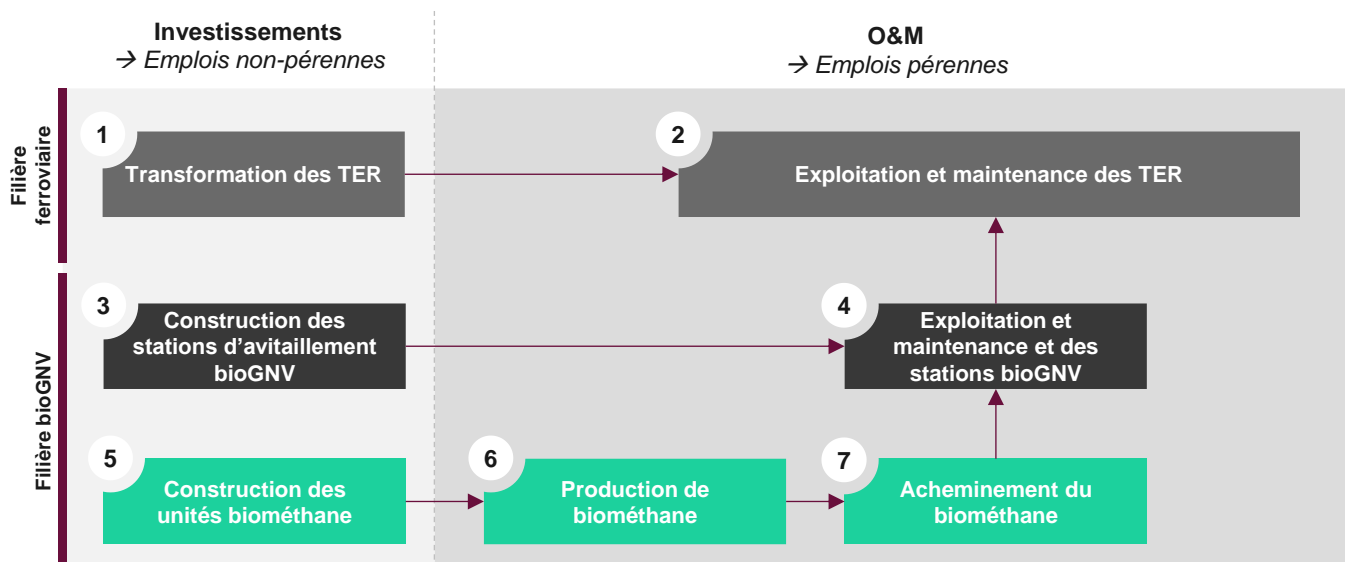 Investissements
→ Emplois non-pérennes
O&M
→ Emplois pérennes
Filière
ferroviaire
1
Transformation des TER
2
Exploitation et maintenance des TER
Filière bioGNV
3
Construction des
stations d'avitaillement
bioGNV
4
Exploitation et
maintenance et des
stations bioGNV
5
Construction des
unités biométhane
6
Production de
biométhane
7
Acheminement du
biométhane